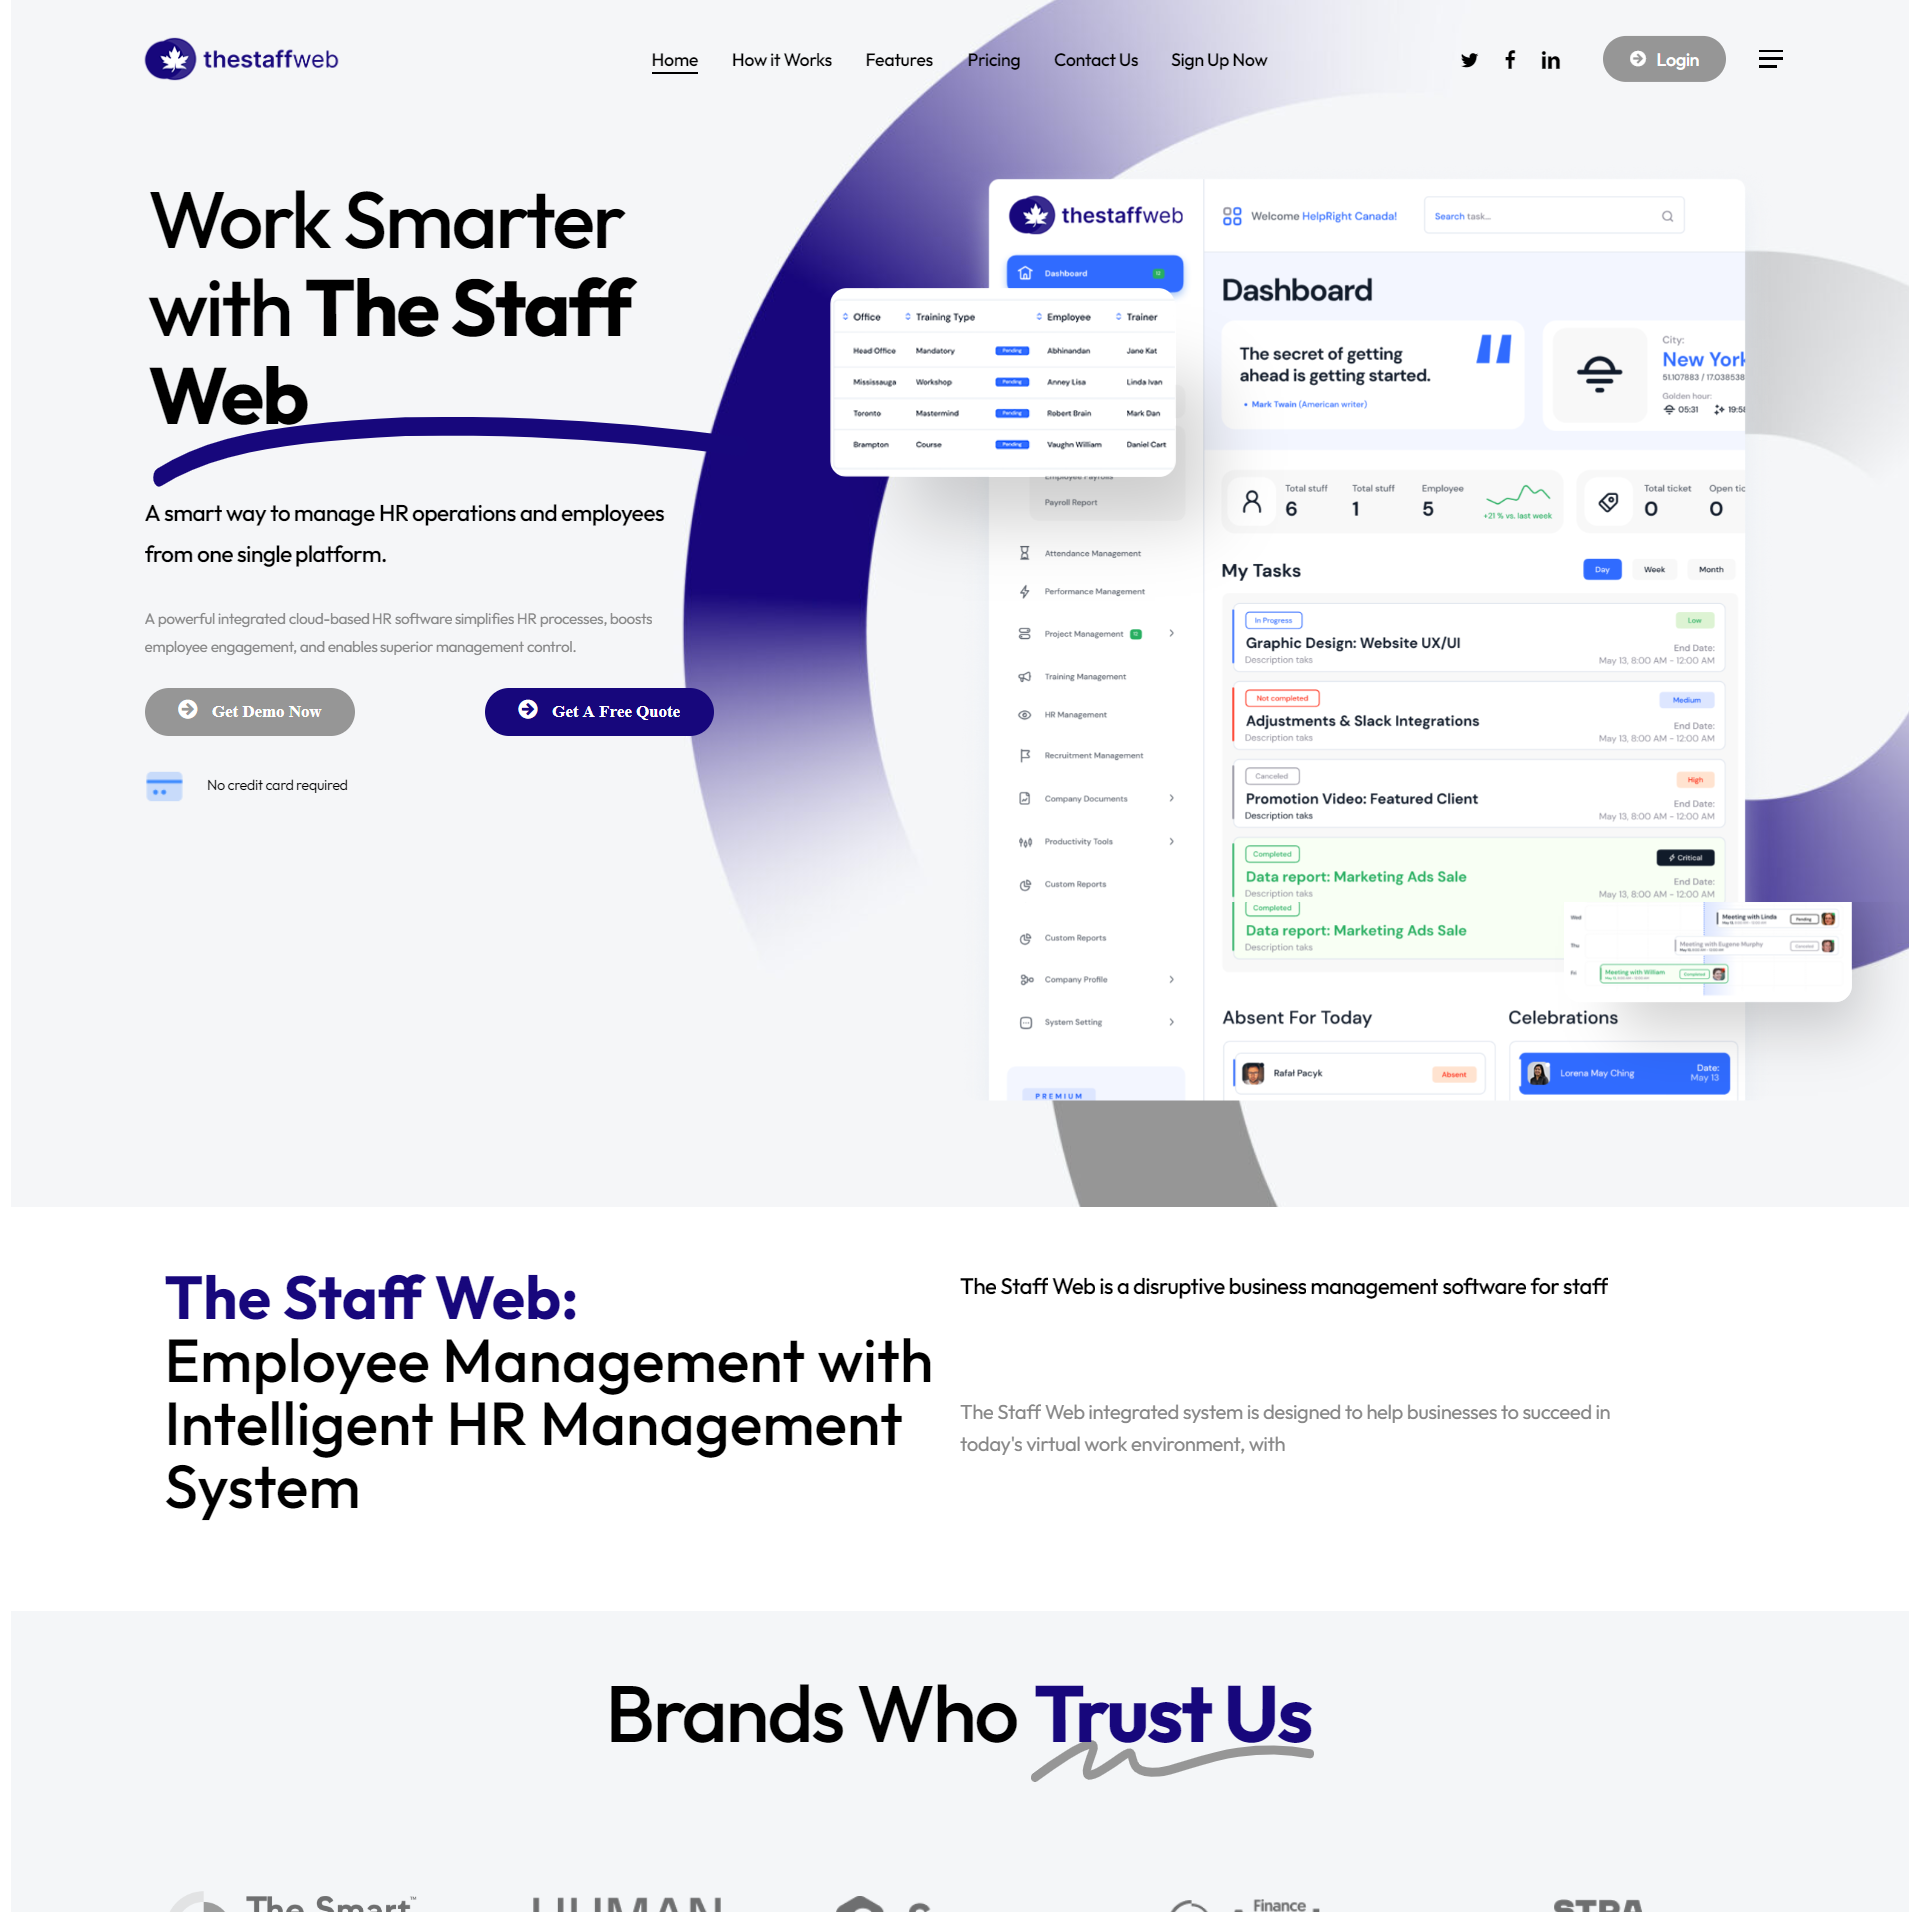 thestaffweb
Home How it Works Features Pricing Contact Us Sign Up Now
Login
Work Smarter
with The Staff
Web
A smart way to manage HR operations and employees
from one single platform.
A powerful integrated cloud-based HR software simplifies HR processes, boosts
employee engagement, and enables superior management control.
Get Demo Now Get A Free Quote
No credit card required
thestaffweb
Welcome HelpRight Canada!
Search task...
Dashboard
Office Training Type Employee Trainer
Head Office Mandatory Pending Abhinandan Jane Kat
Mississauga Workshop Pending Anney Lisa Linda Ivan
Toronto Mastermind Pending Robert Brain Mark Dan
Brampton Course Pending Vaughn William Daniel Cart
Employee Payrolls
Payroll Report
Attendance Management
Performance Management
Project Management
Training Management
HR Management
Recruitment Management
Company Documents
Productivity Tools
Custom Reports
Custom Reports
Company Profile
System Setting
PREMIUM
Dashboard
The secret of getting
ahead is getting started.
• Mark Twain (American writer)
City:
New York
51.107883 / 17.038538
Golden hour:
05:31 19:58
Total stuff Total stuff Employee
6 1 5
+21 % vs. last week
Total ticket Open tic
0 0
My Tasks
Day Week Month
In Progress Low
Graphic Design: Website UX/UI
End Date:
Description taks May 13, 8:00 AM - 12:00 AM
Not completed Medium
Adjustments & Slack Integrations
End Date:
Description taks May 13, 8:00 AM - 12:00 AM
Canceled High
Promotion Video: Featured Client
End Date:
Description taks May 13, 8:00 AM - 12:00 AM
Completed Critical
Data report: Marketing Ads Sale
End Date:
Description taks May 13, 8:00 AM - 12:00 AM
Completed
Data report: Marketing Ads Sale
Description taks
Wed Meeting with Linda Pending
Thu Meeting with Eugene Murphy Canceled
Fri Meeting with William Completed
Absent For Today
Rafał Pacyk Absent
Celebrations
Lorena May Ching Date:
May 13
The Staff Web:
Employee Management with
Intelligent HR Management
System
The Staff Web is a disruptive business management software for staff
The Staff Web integrated system is designed to help businesses to succeed in
today's virtual work environment, with
Brands Who Trust Us
The Smart™
HUMAN
Finance
STRA